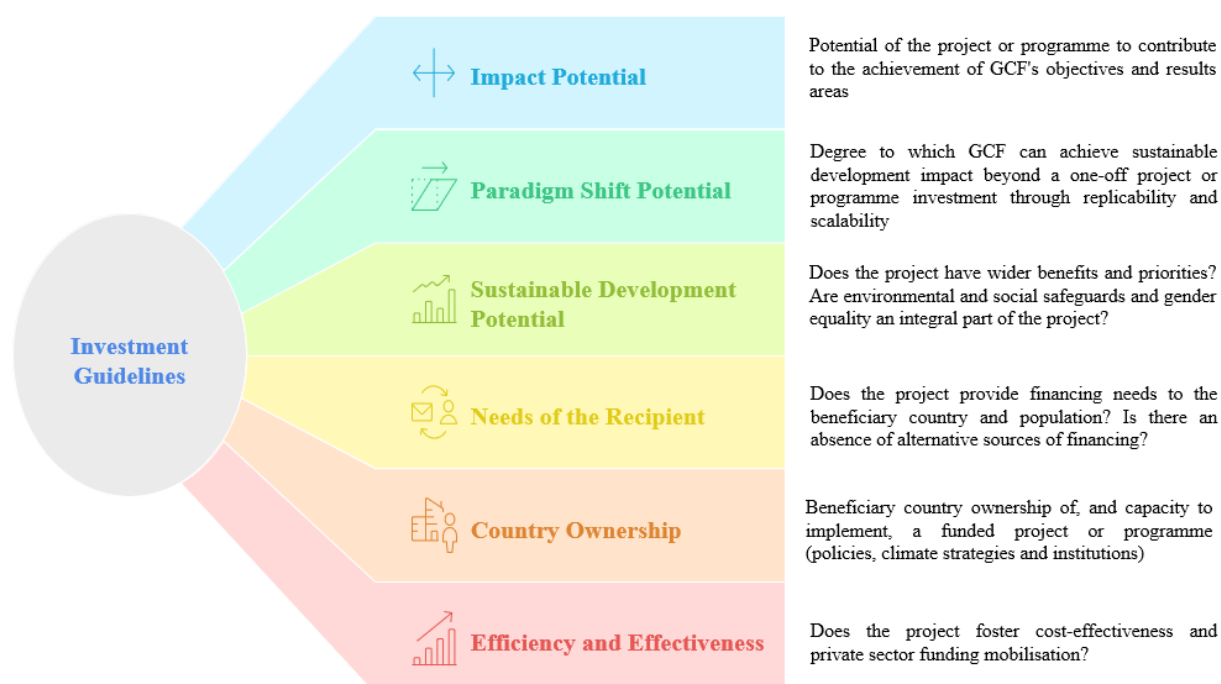 Investment
Guidelines
Impact Potential
Potential of the project or programme to contribute
to the achievement of GCF's objectives and results
areas
Paradigm Shift Potential
Degree to which GCF can achieve sustainable
development impact beyond a one-off project or
programme investment through replicability and
scalability
Sustainable Development
Potential
Does the project have wider benefits and priorities?
Are environmental and social safeguards and gender
equality an integral part of the project?
Needs of the Recipient
Does the project provide financing needs to the
beneficiary country and population? Is there an
absence of alternative sources of financing?
Country Ownership
Beneficiary country ownership of, and capacity to
implement, a funded project or programme
(policies, climate strategies and institutions)
Efficiency and Effectiveness
Does the project foster cost-effectiveness and
private sector funding mobilisation?